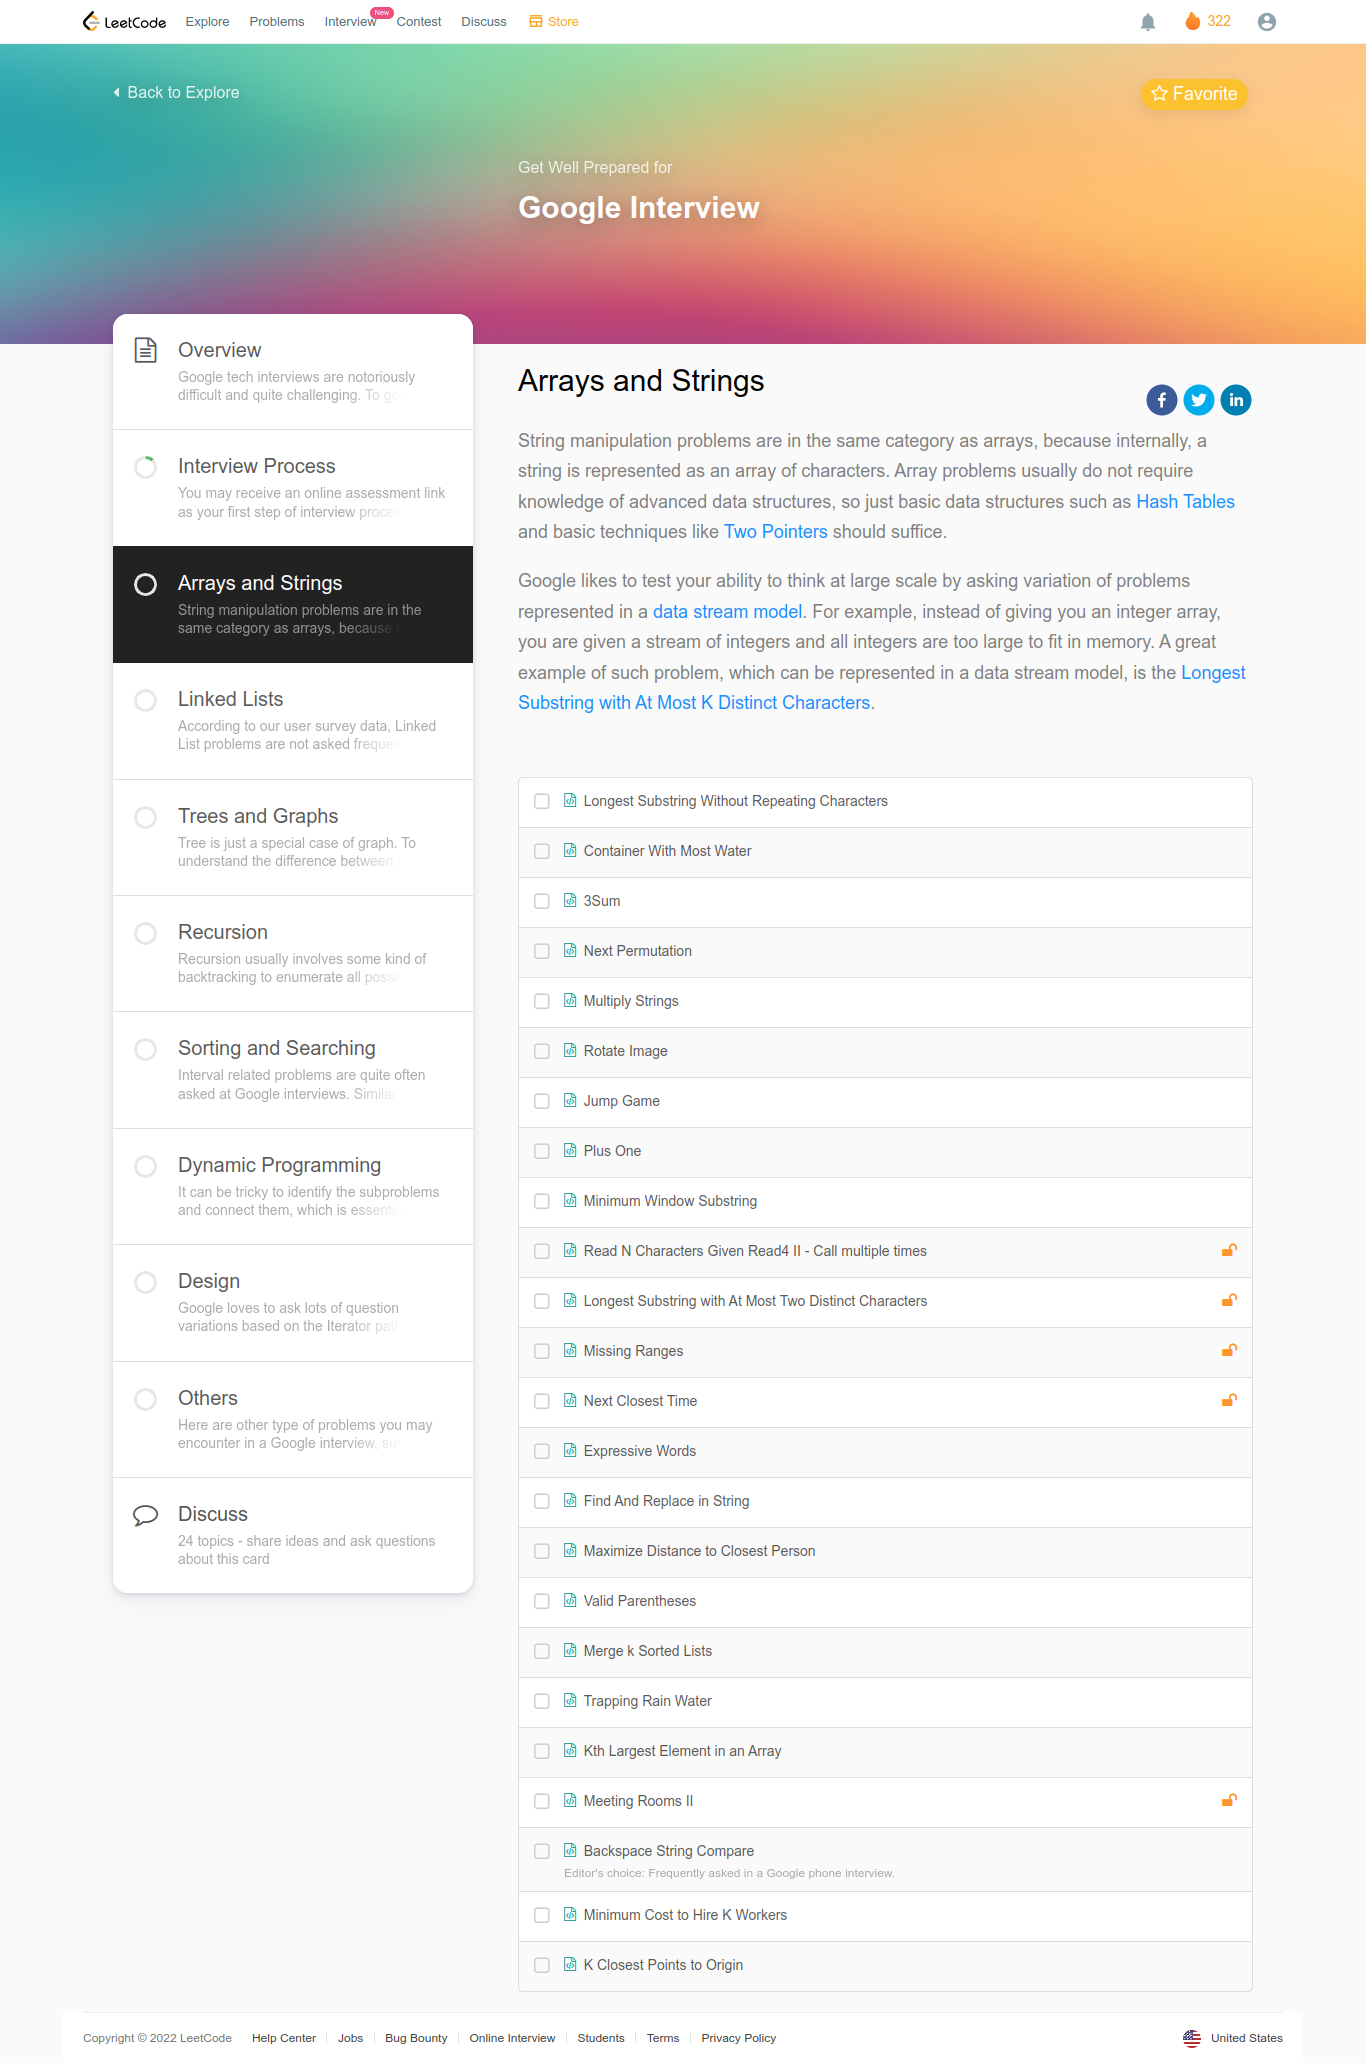 LeetCode Explore Problems Interview New Contest Discuss Store 322
Back to Explore
Favorite
Get Well Prepared for
Google Interview
Overview
Google tech interviews are notoriously
difficult and quite challenging. To ge
Interview Process
You may receive an online assessment link
as your first step of interview proce
Arrays and Strings
String manipulation problems are in the
same category as arrays, because
Linked Lists
According to our user survey data, Linked
List problems are not asked freque
Trees and Graphs
Tree is just a special case of graph. To
understand the difference between
Recursion
Recursion usually involves some kind of
backtracking to enumerate all poss
Sorting and Searching
Interval related problems are quite often
asked at Google interviews. Similar
Dynamic Programming
It can be tricky to identify the subproblems
and connect them, which is essenti
Design
Google loves to ask lots of question
variations based on the Iterator pat
Others
Here are other type of problems you may
encounter in a Google interview, su
Discuss
24 topics - share ideas and ask questions
about this card
Arrays and Strings
String manipulation problems are in the same category as arrays, because internally, a
string is represented as an array of characters. Array problems usually do not require
knowledge of advanced data structures, so just basic data structures such as Hash Tables
and basic techniques like Two Pointers should suffice.
Google likes to test your ability to think at large scale by asking variation of problems
represented in a data stream model. For example, instead of giving you an integer array,
you are given a stream of integers and all integers are too large to fit in memory. A great
example of such problem, which can be represented in a data stream model, is the Longest
Substring with At Most K Distinct Characters.
Longest Substring Without Repeating Characters
Container With Most Water
3Sum
Next Permutation
Multiply Strings
Rotate Image
Jump Game
Plus One
Minimum Window Substring
Read N Characters Given Read4 II - Call multiple times
Longest Substring with At Most Two Distinct Characters
Missing Ranges
Next Closest Time
Expressive Words
Find And Replace in String
Maximize Distance to Closest Person
Valid Parentheses
Merge k Sorted Lists
Trapping Rain Water
Kth Largest Element in an Array
Meeting Rooms II
Backspace String Compare
Editor's choice: Frequently asked in a Google phone interview.
Minimum Cost to Hire K Workers
K Closest Points to Origin
Copyright © 2022 LeetCode Help Center Jobs Bug Bounty Online Interview Students Terms Privacy Policy United States